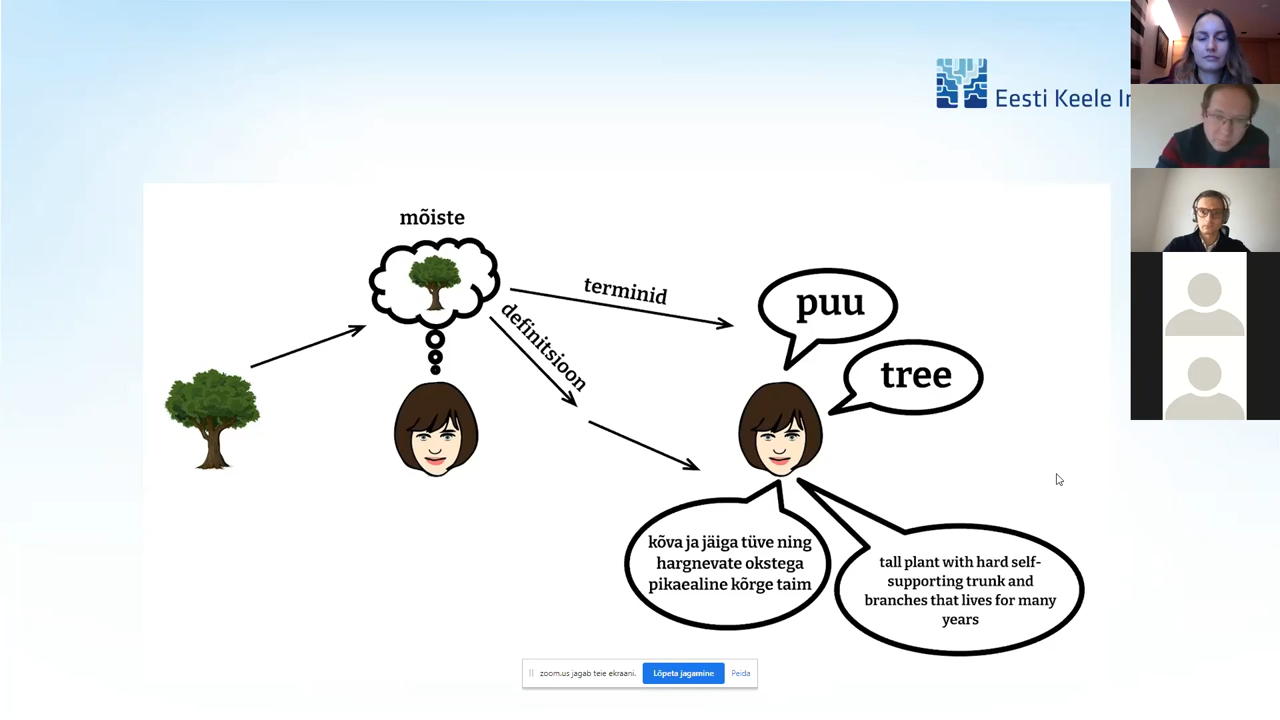 Eesti Keele
mõiste
terminid
definitsioon
puu
tree
kõva ja jäiga tüve ning
hargnevate okstega
pikaealine kõrge taim
tall plant with hard self-
supporting trunk and
branches that lives for many
years
zoom.us jagab teie ekraani.
Lõpeta jagamine
Peida